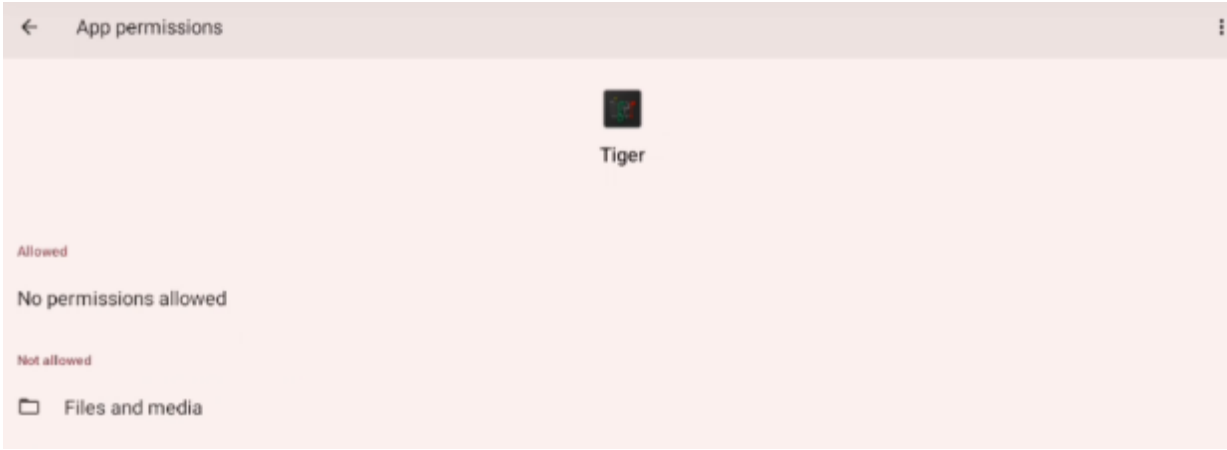 App permissions
Tiger
Allowed
No permissions allowed
Not allowed
Files and media